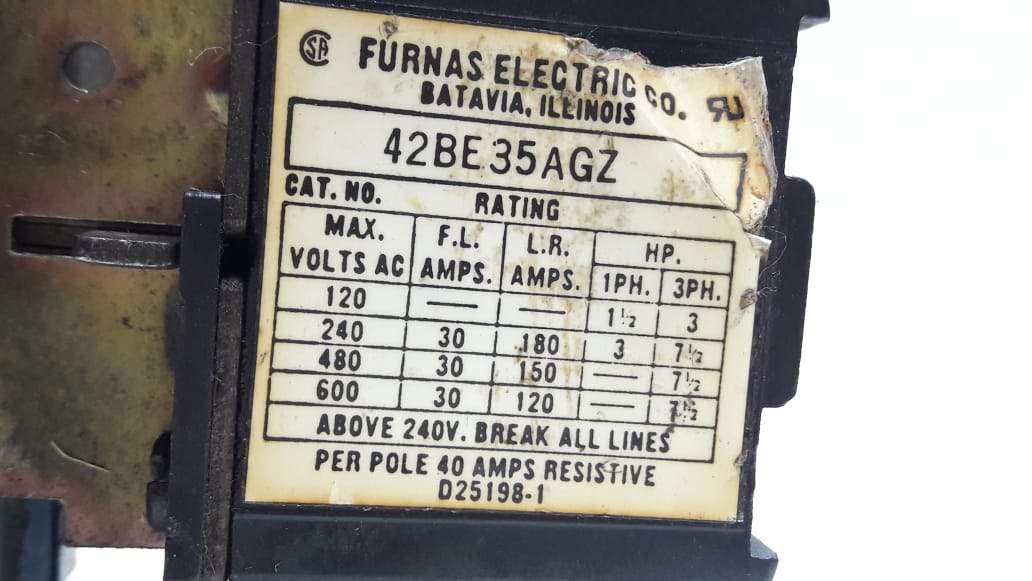 SA FURNAS ELECTRIC CO. RU
BATAVIA, ILLINOIS
42BE35AGZ
CAT. NO. RATING
MAX. VOLTS AC F.L. AMPS. L.R. AMPS. HP. 1PH. 3PH.
120 — — 1½ 3
240 30 180 3 7½
480 30 150 — 7½
600 30 120 — 7½
ABOVE 240V. BREAK ALL LINES
PER POLE 40 AMPS RESISTIVE
D25198-1